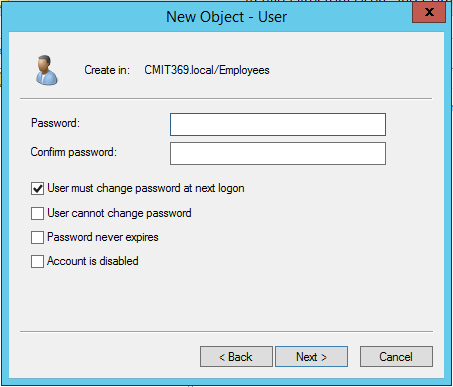 New Object - User
x
Create in: CMIT369.local/Employees
Password:
Confirm password:
User must change password at next logon
User cannot change password
Password never expires
Account is disabled
< Back Next > Cancel